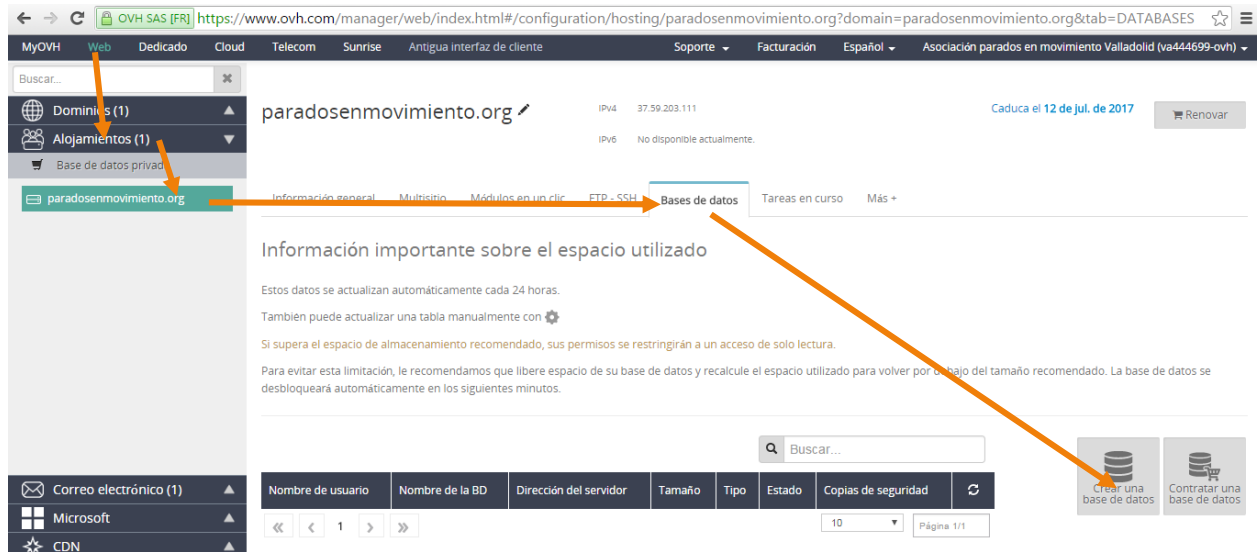 OVH SAS [FR] https://www.ovh.com/manager/web/index.html#/configuration/hosting/paradosenmovimiento.org?domain=paradosenmovimiento.org&tab=DATABASES
MyOVH Web Dedicado Cloud Telecom Sunrise Antigua interfaz de cliente Soporte Facturación Español Asociación parados en movimiento Valladolid (va444699-ovh)
Buscar...
Dominios (1)
Alojamientos (1)
Base de datos privad
paradosenmovimiento.org
paradosenmovimiento.org
IPv4 37.59.203.111
IPv6 No disponible actualmente.
Caduca el 12 de jul. de 2017
Renovar
Información general Multisitio Módulos en un clic FTP - SSH Bases de datos Tareas en curso Más +
Información importante sobre el espacio utilizado
Estos datos se actualizan automáticamente cada 24 horas.
También puede actualizar una tabla manualmente con
Si supera el espacio de almacenamiento recomendado, sus permisos se restringirán a un acceso de solo lectura.
Para evitar esta limitación, le recomendamos que libere espacio de su base de datos y recalcule el espacio utilizado para volver por debajo del tamaño recomendado. La base de datos se
desbloqueará automáticamente en los siguientes minutos.
Buscar...
Crear una
base de datos
Contratar una
base de datos
Nombre de usuario Nombre de la BD Dirección del servidor Tamaño Tipo Estado Copias de seguridad
« < 1 > »
10
Página 1/1
Correo electrónico (1)
Microsoft
CDN